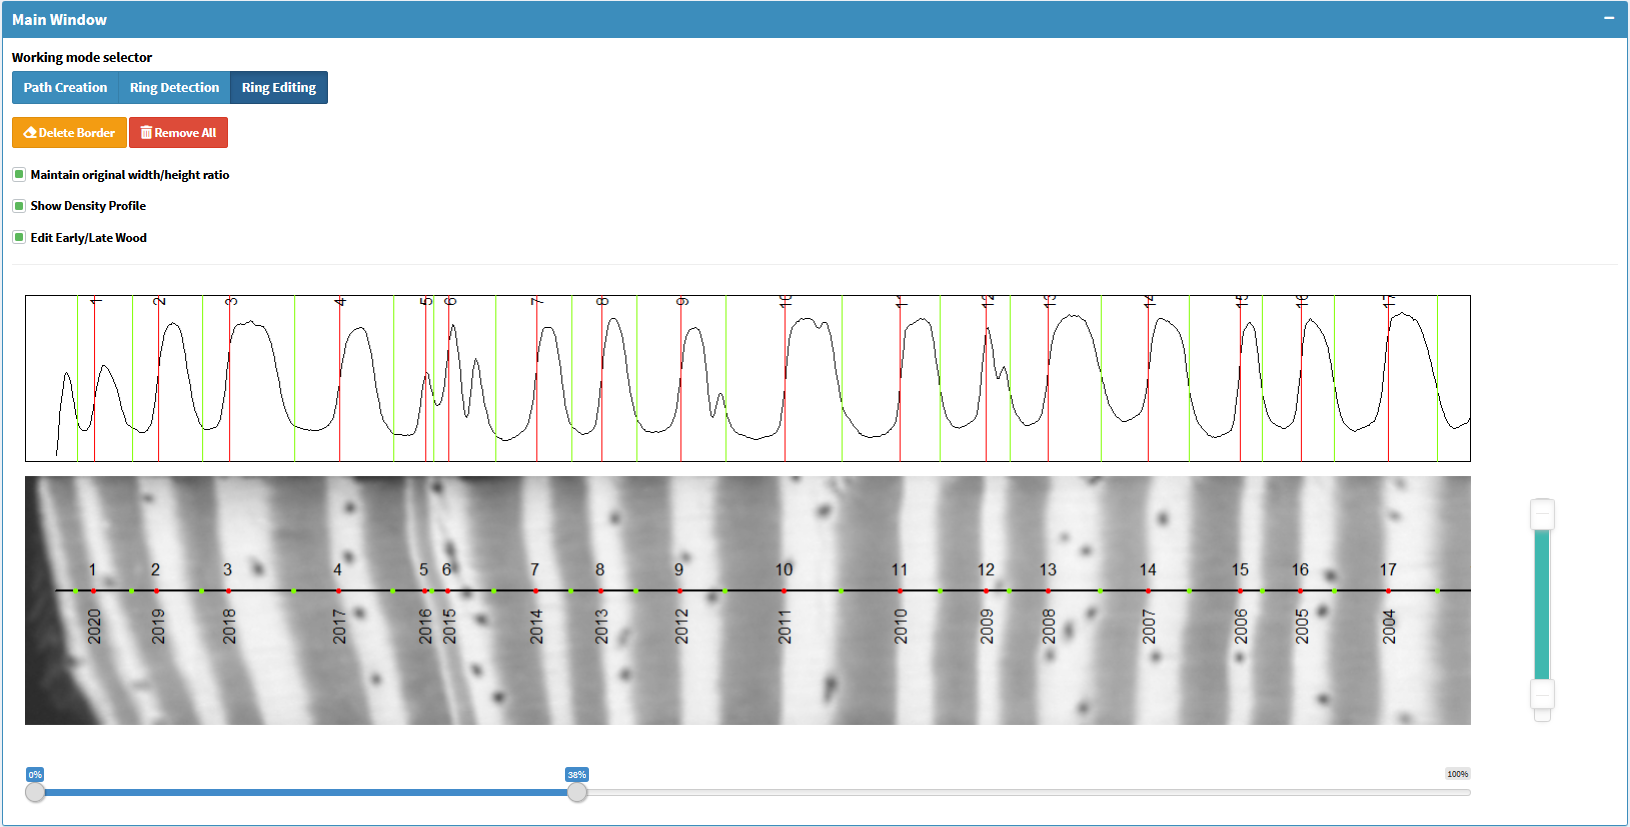 Main Window
Working mode selector
Path Creation Ring Detection Ring Editing
Delete Border Remove All
Maintain original width/height ratio
Show Density Profile
Edit Early/Late Wood
1 2 3 4 5 6 7 8 9 10 11 12 13 14 15 16 17
1 2 3 4 5 6 7 8 9 10 11 12 13 14 15 16 17
2020 2019 2018 2017 2016 2015 2014 2013 2012 2011 2010 2009 2008 2007 2006 2005 2004
0% 38% 100%